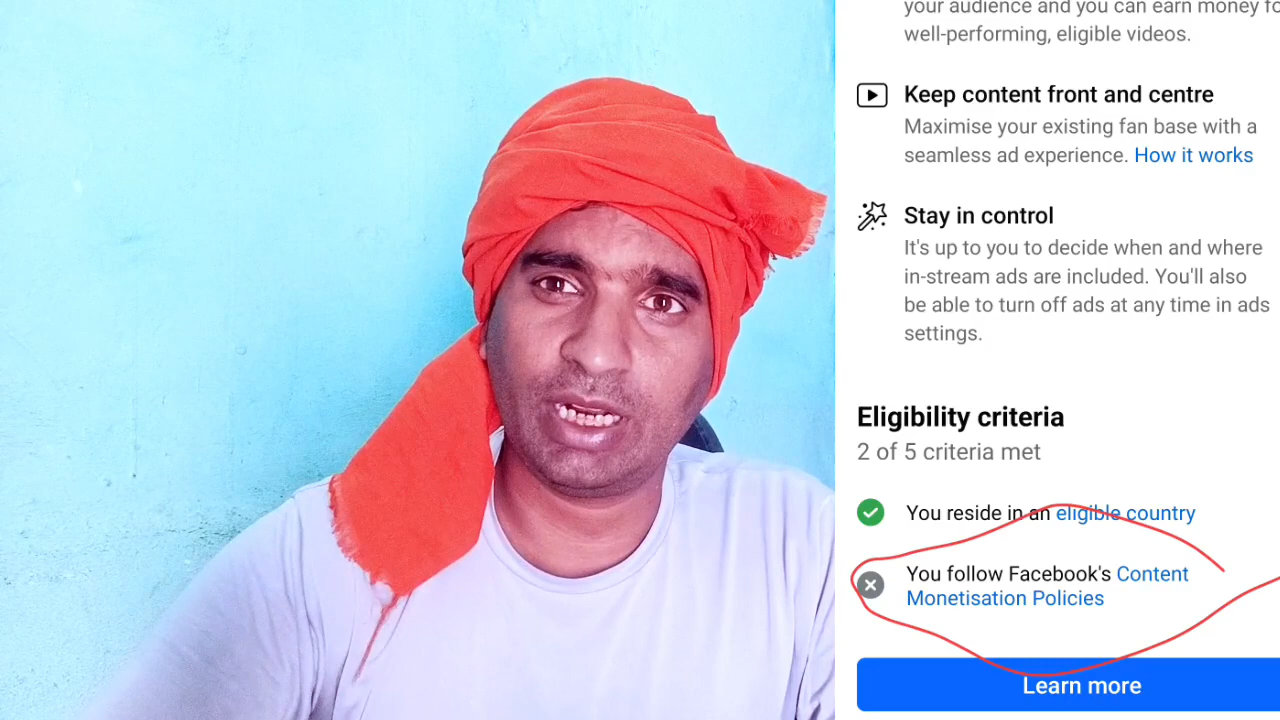 your audience and you can earn money fo
well-performing, eligible videos.
Keep content front and centre
Maximise your existing fan base with a
seamless ad experience. How it works
Stay in control
It's up to you to decide when and where
in-stream ads are included. You'll also
be able to turn off ads at any time in ads
settings.
Eligibility criteria
2 of 5 criteria met
You reside in an eligible country
You follow Facebook's Content
Monetisation Policies
Learn more